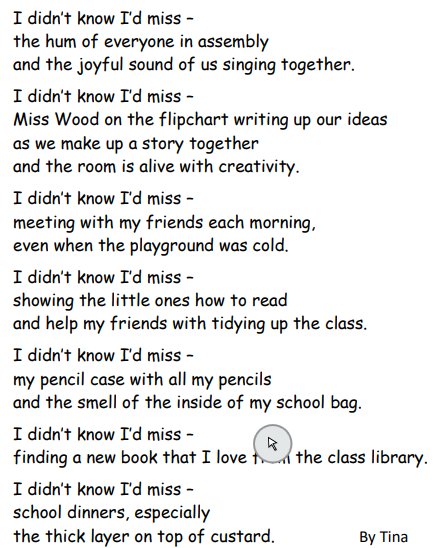 I didn't know I'd miss –
the hum of everyone in assembly
and the joyful sound of us singing together.
I didn't know I'd miss –
Miss Wood on the flipchart writing up our ideas
as we make up a story together
and the room is alive with creativity.
I didn't know I'd miss –
meeting with my friends each morning,
even when the playground was cold.
I didn't know I'd miss –
showing the little ones how to read
and help my friends with tidying up the class.
I didn't know I'd miss –
my pencil case with all my pencils
and the smell of the inside of my school bag.
I didn't know I'd miss –
finding a new book that I love from the class library.
I didn't know I'd miss –
school dinners, especially
the thick layer on top of custard. By Tina